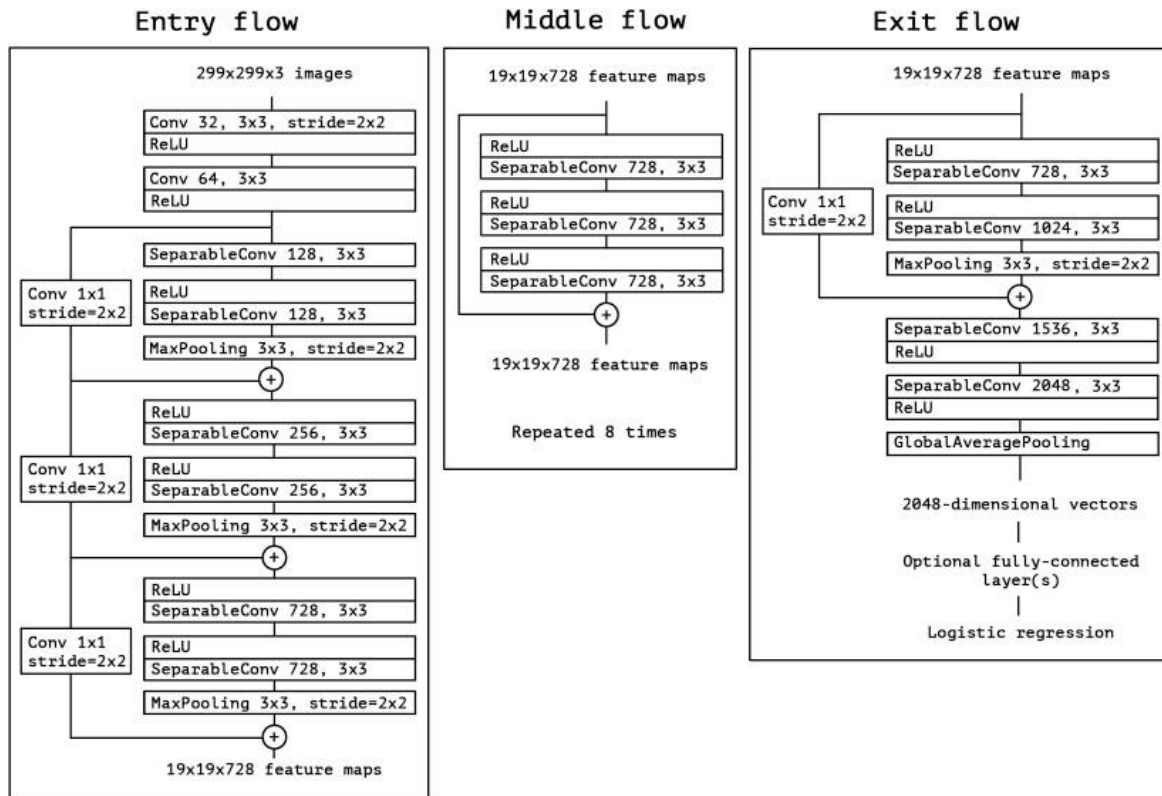 Entry flow
299x299x3 images
Conv 32, 3x3, stride=2x2
ReLU
Conv 64, 3x3
ReLU
SeparableConv 128, 3x3
Conv 1x1
stride=2x2
ReLU
SeparableConv 128, 3x3
MaxPooling 3x3, stride=2x2
+
ReLU
SeparableConv 256, 3x3
Conv 1x1
stride=2x2
ReLU
SeparableConv 256, 3x3
MaxPooling 3x3, stride=2x2
+
ReLU
SeparableConv 728, 3x3
Conv 1x1
stride=2x2
ReLU
SeparableConv 728, 3x3
MaxPooling 3x3, stride=2x2
+
19x19x728 feature maps
Middle flow
19x19x728 feature maps
ReLU
SeparableConv 728, 3x3
ReLU
SeparableConv 728, 3x3
ReLU
SeparableConv 728, 3x3
+
19x19x728 feature maps
Repeated 8 times
Exit flow
19x19x728 feature maps
ReLU
SeparableConv 728, 3x3
Conv 1x1
stride=2x2
ReLU
SeparableConv 1024, 3x3
MaxPooling 3x3, stride=2x2
+
SeparableConv 1536, 3x3
ReLU
SeparableConv 2048, 3x3
ReLU
GlobalAveragePooling
2048-dimensional vectors
Optional fully-connected
layer(s)
Logistic regression